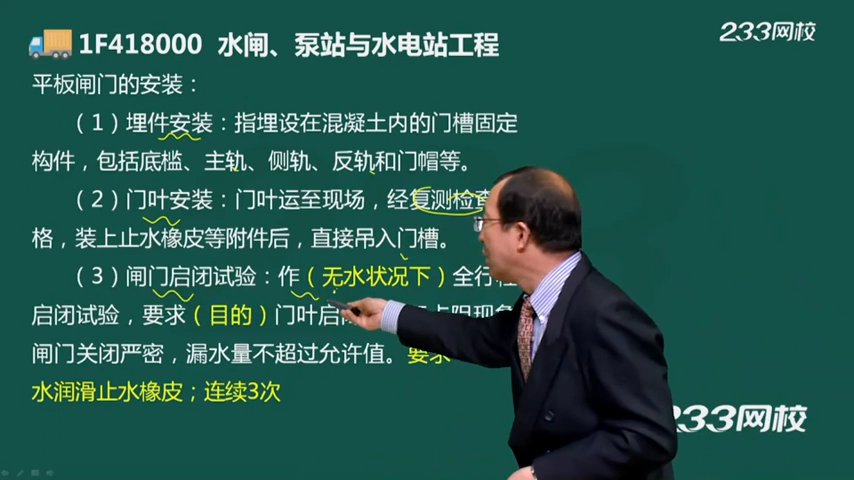 1F418000 水闸、泵站与水电站工程
233网校
平板闸门的安装：
（1）埋件安装：指埋设在混凝土内的门槽固定
构件，包括底槛、主轨、侧轨、反轨和门帽等。
（2）门叶安装：门叶运至现场，经复测检查
格，装上止水橡皮等附件后，直接吊入门槽。
（3）闸门启闭试验：作（无水状况下）全行程
启闭试验，要求（目的）门叶启 卡阻现象
闸门关闭严密，漏水量不超过允许值。要求
水润滑止水橡皮；连续3次
233网校